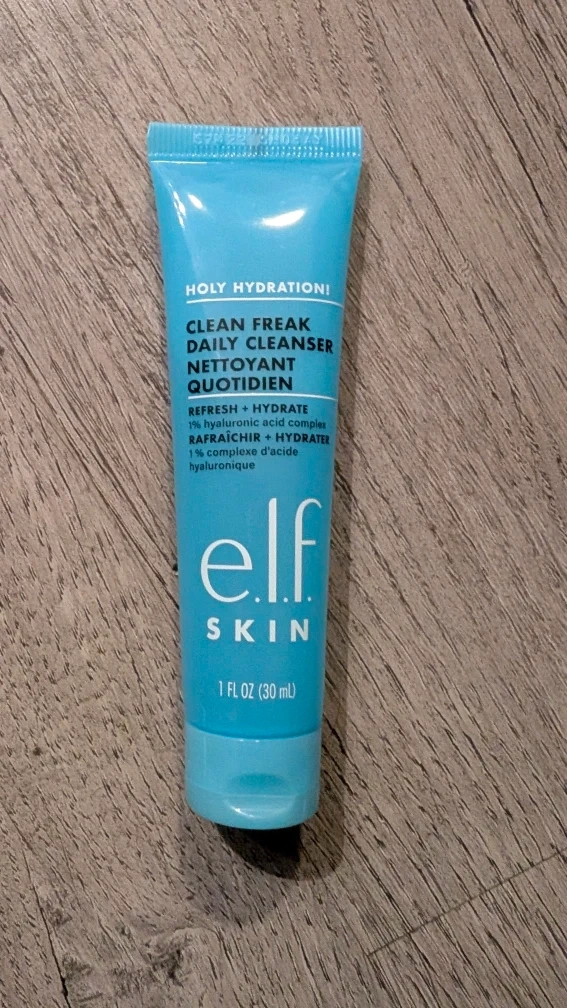 HOLY HYDRATION!
CLEAN FREAK
DAILY CLEANSER
NETTOYANT
QUOTIDIEN
REFRESH + HYDRATE
1% hyaluronic acid complex
RAFRAÎCHIR + HYDRATER
1 % complexe d'acide
hyaluronique
e.l.f.
SKIN
1 FL OZ (30 mL)